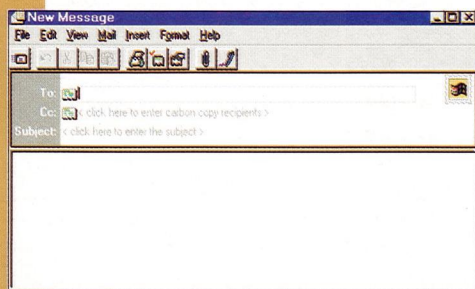 New Message
File Edit View Mail Insert Format Help
To:
Cc: < click here to enter carbon copy recipients >
Subject: < click here to enter the subject >